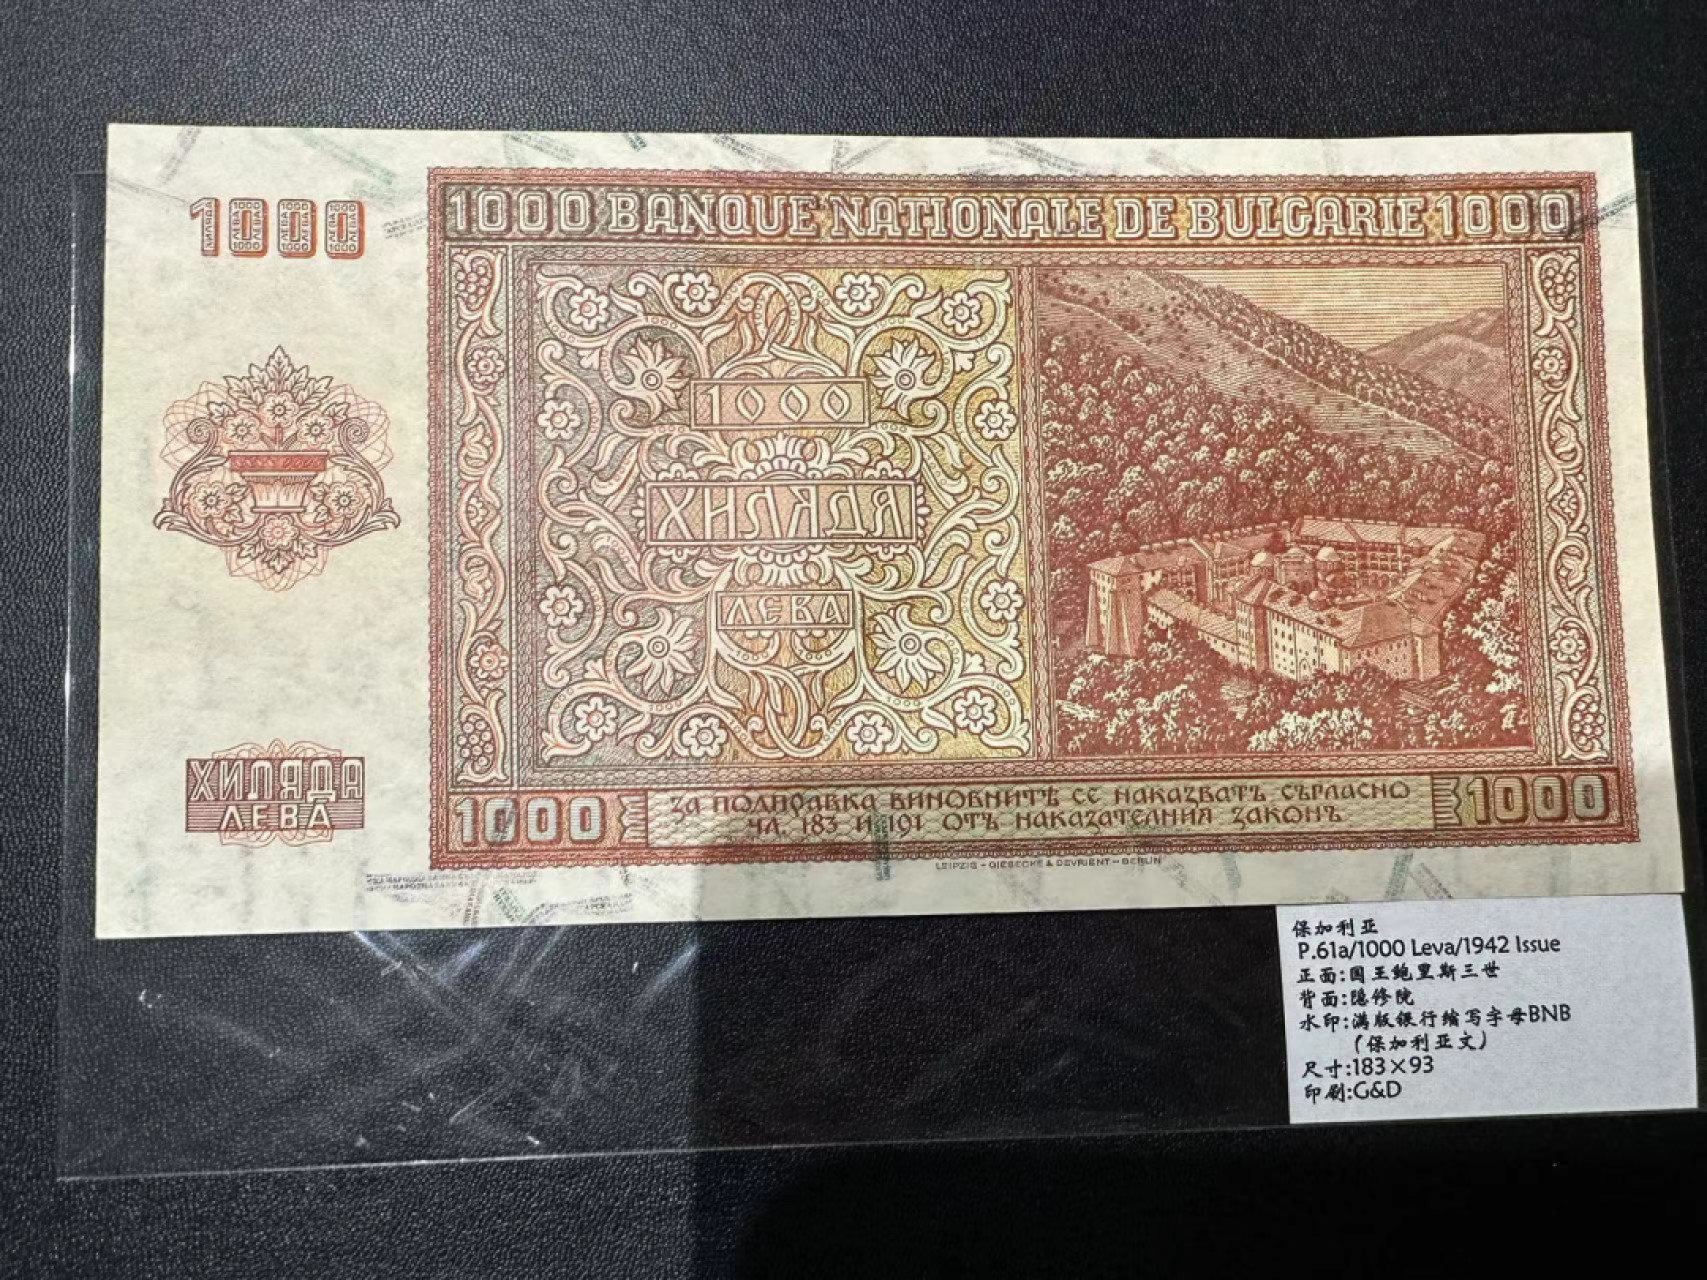 1000
1000 BANQUE NATIONALE DE BULGARIE 1000
1000
ХИЛЯДА
ЛЕВА
ХИЛЯДА
ЛЕВА
1000
ЗА ПОДПРАВКА ВИНОВНИТѢ СЕ НАКАЗВАТЪ СЪГЛАСНО
ЧЛ. 183 И 191 ОТЪ НАКАЗАТЕЛНИЯ ЗАКОНЪ
1000
LEIPZIG - GIESECKE & DEVRIENT - BERLIN
保加利亚
P.61a/1000 Leva/1942 Issue
正面:国王鲍里斯三世
背面:隐修院
水印:满版银行缩写字母BNB
(保加利亚文)
尺寸:183×93
印刷:G&D